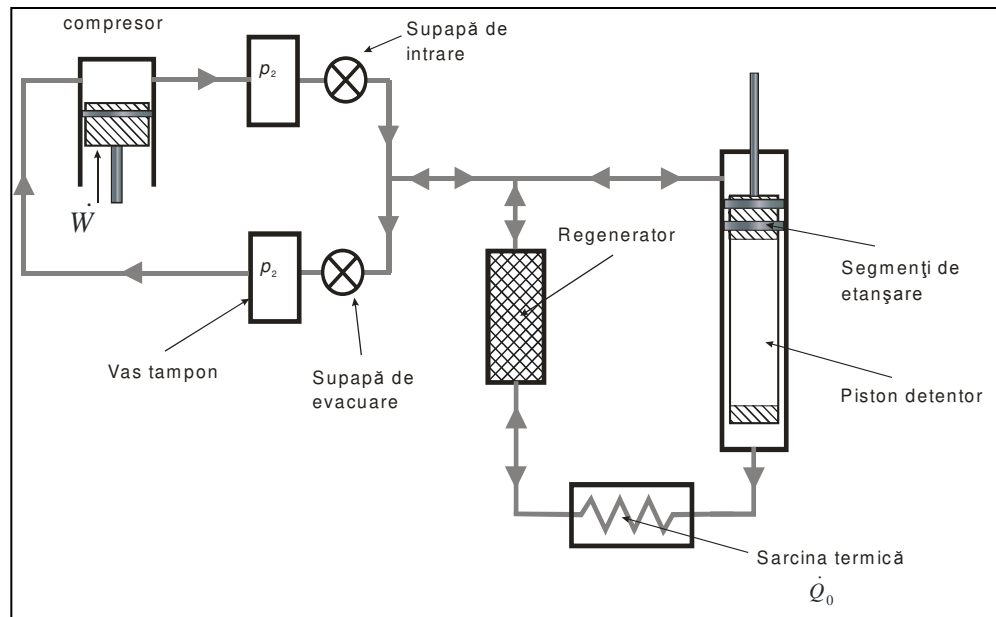 compresor
Supapă de
intrare
p₂
Ẇ
Regenerator
Segmenţi de
etanşare
p₂
Vas tampon
Supapă de
evacuare
Piston detentor
Sarcina termică
Q̇₀